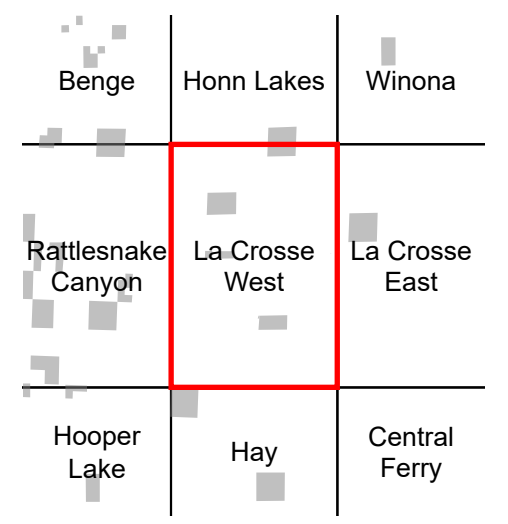 Benge
Honn Lakes
Winona
Rattlesnake
Canyon
La Crosse
West
La Crosse
East
Hooper
Lake
Hay
Central
Ferry